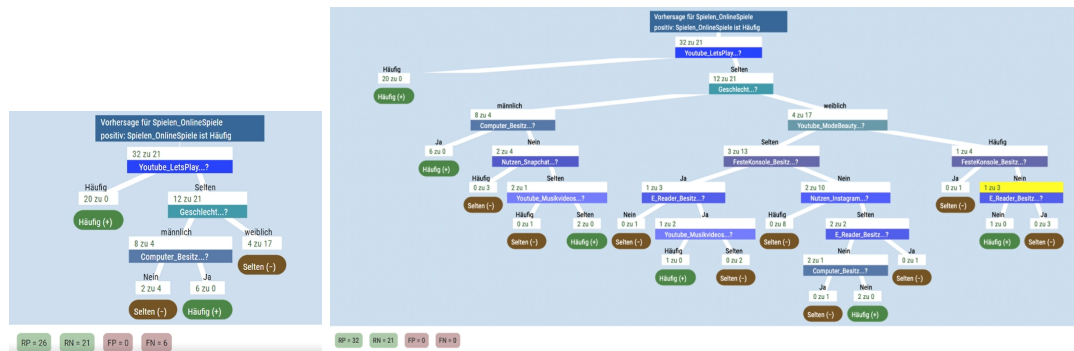 Vorhersage für Spielen_OnlineSpiele
positiv: Spielen_OnlineSpiele ist Häufig
32 zu 21
Youtube_LetsPlay...?
Häufig
Selten
20 zu 0
12 zu 21
Häufig (+)
Geschlecht...?
männlich
weiblich
8 zu 4
4 zu 17
Computer_Besitz...?
Selten (-)
Nein
Ja
2 zu 4
6 zu 0
Selten (-)
Häufig (+)
RP = 26
RN = 21
FP = 0
FN = 6
Vorhersage für Spielen_OnlineSpiele
positiv: Spielen_OnlineSpiele ist Häufig
32 zu 21
Youtube_LetsPlay...?
Häufig
Selten
20 zu 0
12 zu 21
Häufig (+)
Geschlecht...?
männlich
weiblich
8 zu 4
4 zu 17
Computer_Besitz...?
Youtube_ModeBeauty...?
Ja
Nein
Selten
Häufig
6 zu 0
2 zu 4
3 zu 13
1 zu 4
Häufig (+)
Nutzen_Snapchat...?
FesteKonsole_Besitz...?
FesteKonsole_Besitz...?
Häufig
Selten
Ja
Nein
Ja
Nein
0 zu 3
2 zu 1
1 zu 3
2 zu 10
0 zu 1
1 zu 3
Selten (-)
Youtube_Musikvideos...?
E_Reader_Besitz...?
Nutzen_Instagram...?
Selten (-)
E_Reader_Besitz...?
Häufig
Selten
Nein
Ja
Häufig
Selten
Nein
Ja
0 zu 1
2 zu 0
0 zu 1
1 zu 2
0 zu 8
2 zu 2
1 zu 0
0 zu 3
Selten (-)
Häufig (+)
Selten (-)
Youtube_Musikvideos...?
Selten (-)
E_Reader_Besitz...?
Häufig (+)
Selten (-)
Häufig
Selten
Nein
Ja
1 zu 0
0 zu 2
2 zu 1
0 zu 1
Häufig (+)
Selten (-)
Computer_Besitz...?
Selten (-)
Ja
Nein
0 zu 1
2 zu 0
Selten (-)
Häufig (+)
RP = 32
RN = 21
FP = 0
FN = 0